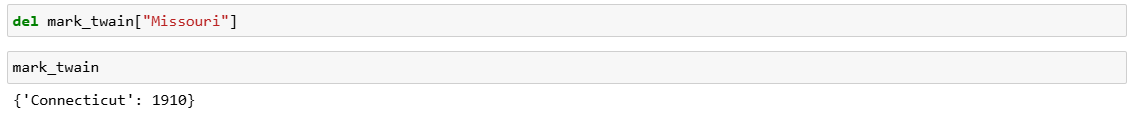 del mark_twain["Missouri"]
mark_twain
{'Connecticut': 1910}